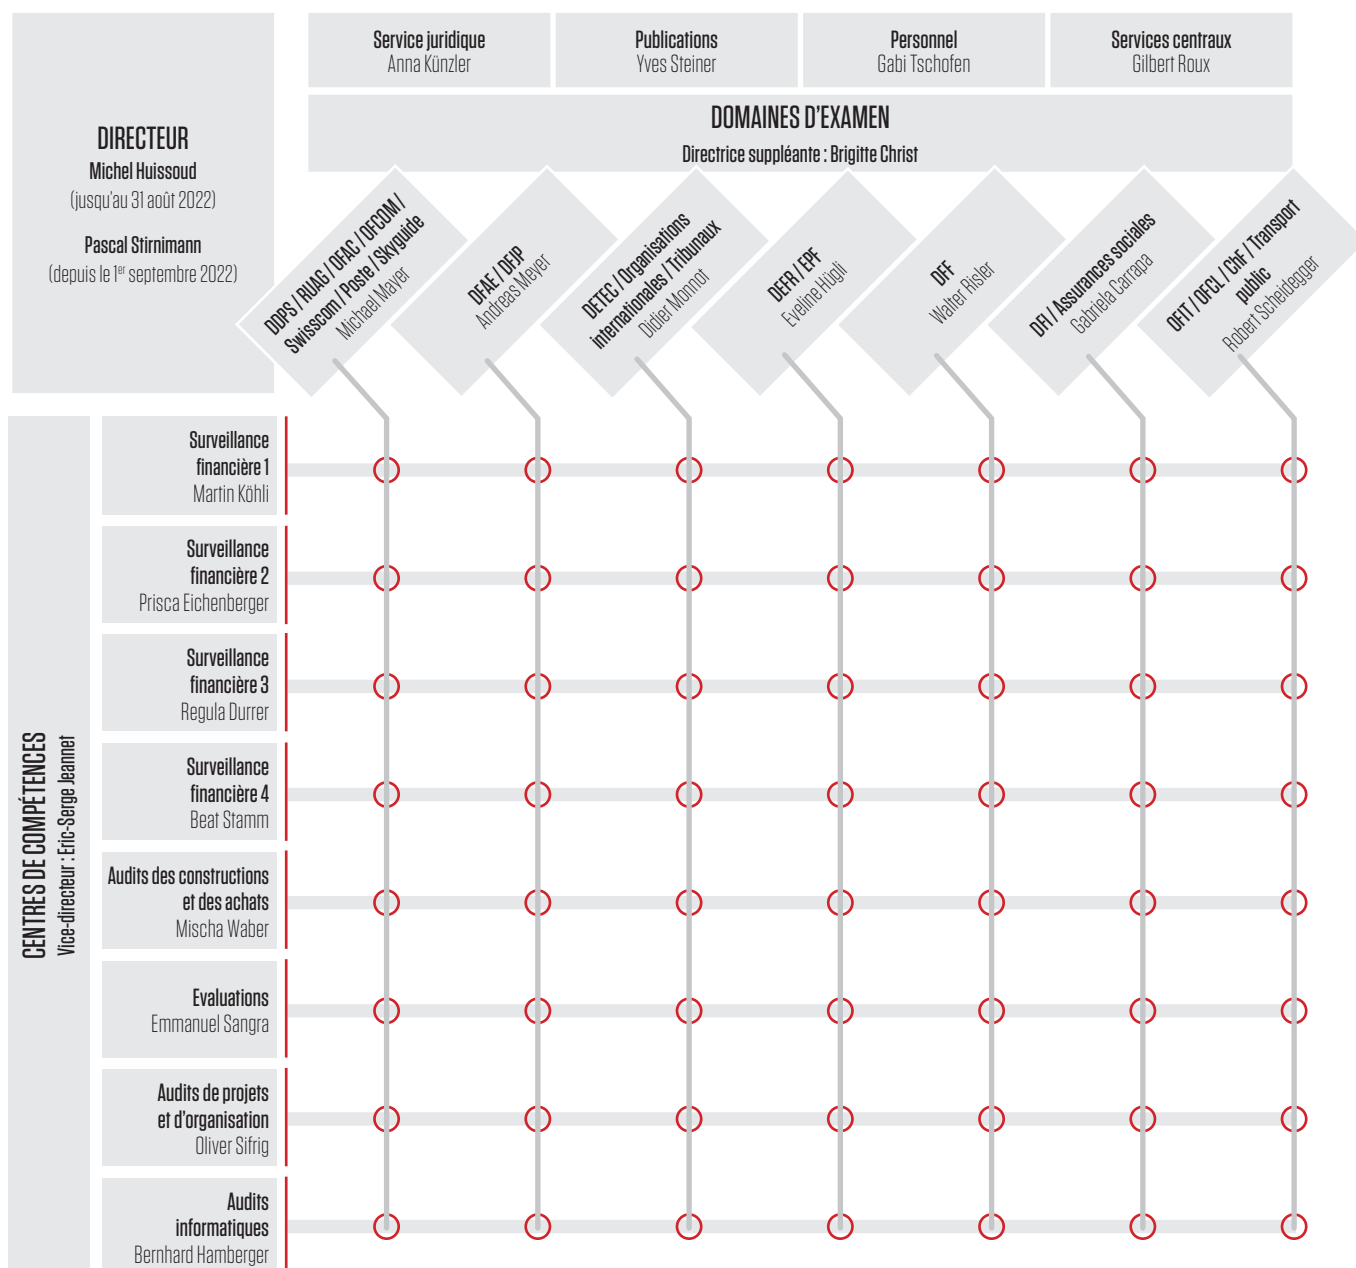 DIRECTEUR
Michel Huissoud
(jusqu'au 31 août 2022)
Pascal Stirnimann
(depuis le 1er septembre 2022)
Service juridique
Anna Künzler
Publications
Yves Steiner
Personnel
Gabi Tschofen
Services centraux
Gilbert Roux
DOMAINES D'EXAMEN
Directrice suppléante : Brigitte Christ
DDPS / RUAG / OFAC / OFCOM /
Swisscom / Poste / Skyguide
Michael Mayer
DFAE / DFJP
Andreas Meyer
DETEC / Organisations
internationales / Tribunaux
Didier Monnot
DEFR / EPF
Eveline Hügli
DFF
Walter Risler
DFI / Assurances sociales
Gabriela Carrapa
OFIT / OFCL / ChF / Transport
public
Robert Scheidegger
CENTRES DE COMPÉTENCES
Vice-directeur : Eric-Serge Jeannet
Surveillance
financière 1
Martin Köhli
Surveillance
financière 2
Prisca Eichenberger
Surveillance
financière 3
Regula Durrer
Surveillance
financière 4
Beat Stamm
Audits des constructions
et des achats
Mischa Waber
Evaluations
Emmanuel Sangra
Audits de projets
et d'organisation
Oliver Sifrig
Audits
informatiques
Bernhard Hamberger